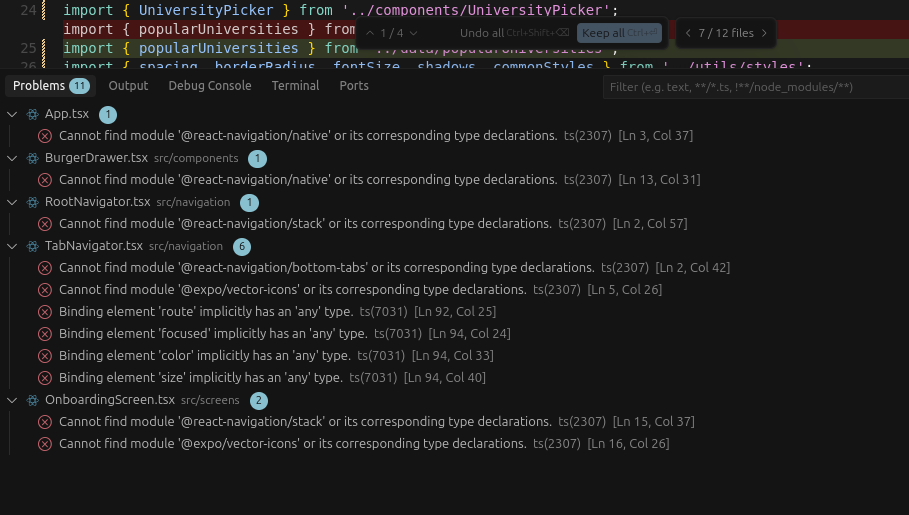 24 import { UniversityPicker } from '../components/UniversityPicker';
import { popularUniversities } from
1 / 4 Undo all Ctrl+Shift+⌫ Keep all Ctrl+⏎ 7 / 12 files
25 import { popularUniversities } from '../data/popularUniversities';
26 import { spacing, borderRadius, fontSize, shadows, commonStyles } from '../utils/styles';
Problems 11 Output Debug Console Terminal Ports Filter (e.g. text, **/*.ts, !**/node_modules/**)
App.tsx 1
Cannot find module '@react-navigation/native' or its corresponding type declarations. ts(2307) [Ln 3, Col 37]
BurgerDrawer.tsx src/components 1
Cannot find module '@react-navigation/native' or its corresponding type declarations. ts(2307) [Ln 13, Col 31]
RootNavigator.tsx src/navigation 1
Cannot find module '@react-navigation/stack' or its corresponding type declarations. ts(2307) [Ln 2, Col 57]
TabNavigator.tsx src/navigation 6
Cannot find module '@react-navigation/bottom-tabs' or its corresponding type declarations. ts(2307) [Ln 2, Col 42]
Cannot find module '@expo/vector-icons' or its corresponding type declarations. ts(2307) [Ln 5, Col 26]
Binding element 'route' implicitly has an 'any' type. ts(7031) [Ln 92, Col 25]
Binding element 'focused' implicitly has an 'any' type. ts(7031) [Ln 94, Col 24]
Binding element 'color' implicitly has an 'any' type. ts(7031) [Ln 94, Col 33]
Binding element 'size' implicitly has an 'any' type. ts(7031) [Ln 94, Col 40]
OnboardingScreen.tsx src/screens 2
Cannot find module '@react-navigation/stack' or its corresponding type declarations. ts(2307) [Ln 15, Col 37]
Cannot find module '@expo/vector-icons' or its corresponding type declarations. ts(2307) [Ln 16, Col 26]